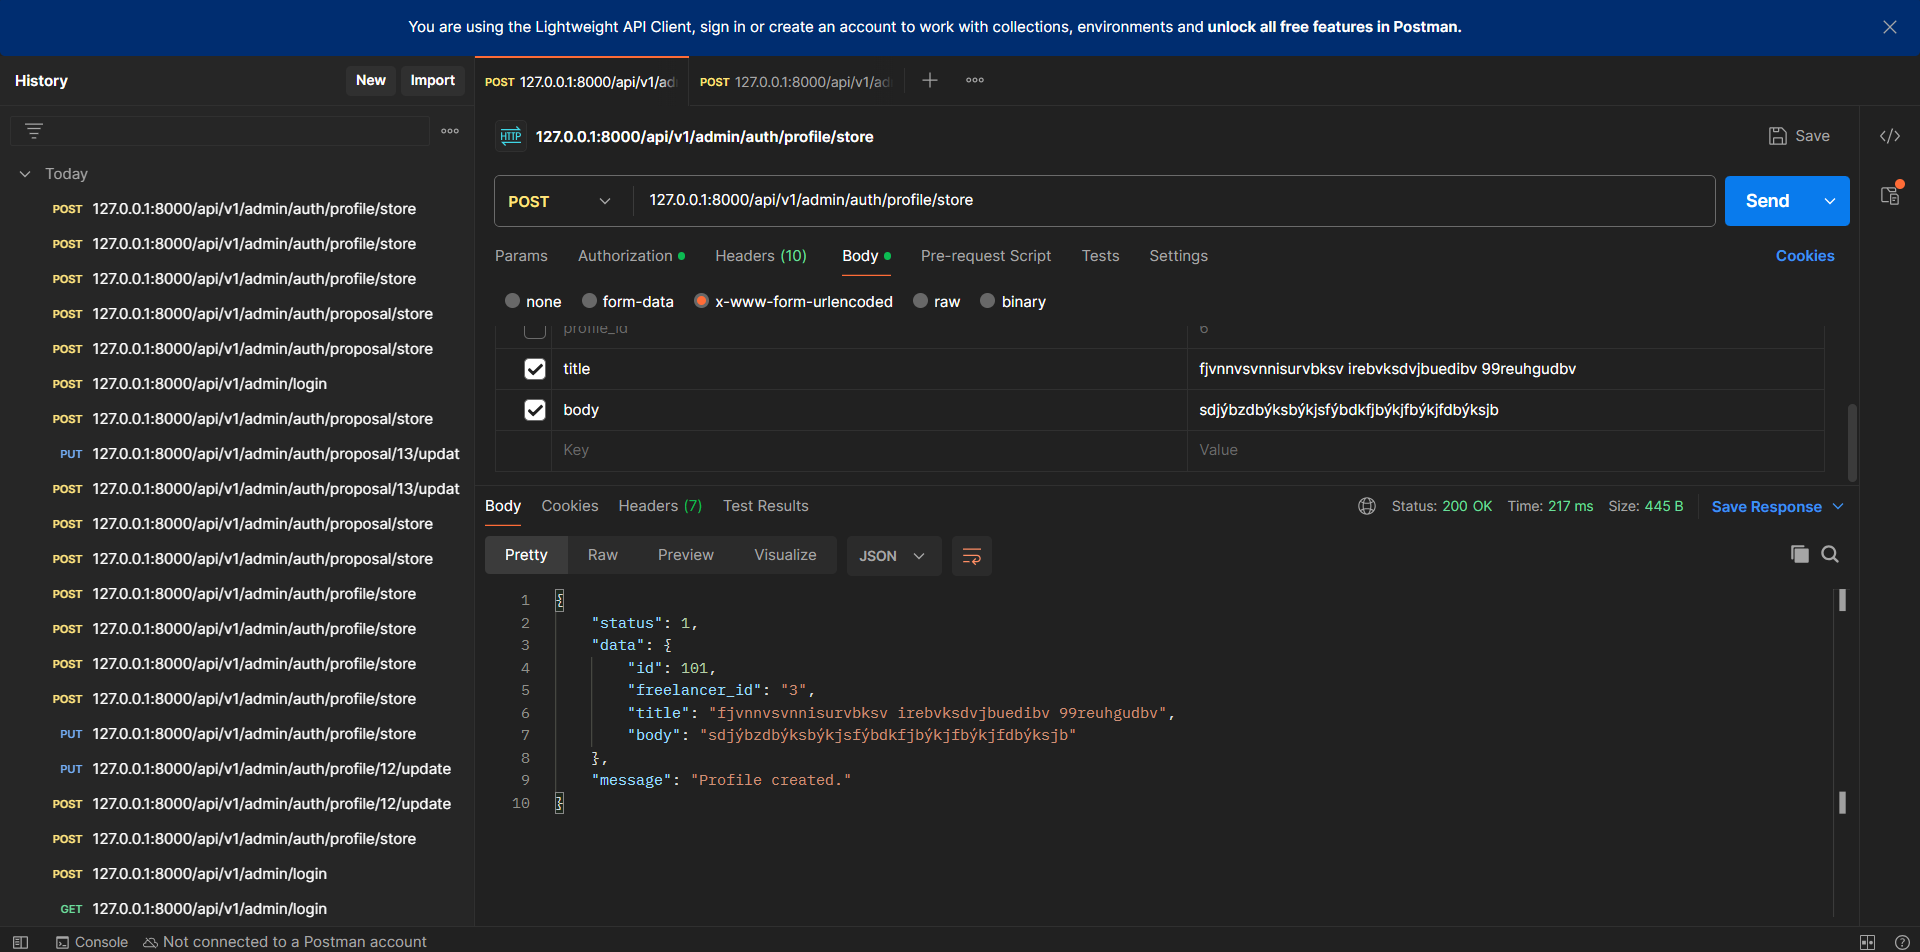 You are using the Lightweight API Client, sign in or create an account to work with collections, environments and unlock all free features in Postman.
History
New
Import
POST 127.0.0.1:8000/api/v1/ad
POST 127.0.0.1:8000/api/v1/ad
HTTP 127.0.0.1:8000/api/v1/admin/auth/profile/store
Save
Today
POST 127.0.0.1:8000/api/v1/admin/auth/profile/store
POST 127.0.0.1:8000/api/v1/admin/auth/profile/store
POST 127.0.0.1:8000/api/v1/admin/auth/profile/store
POST 127.0.0.1:8000/api/v1/admin/auth/proposal/store
POST 127.0.0.1:8000/api/v1/admin/auth/proposal/store
POST 127.0.0.1:8000/api/v1/admin/login
POST 127.0.0.1:8000/api/v1/admin/auth/proposal/store
PUT 127.0.0.1:8000/api/v1/admin/auth/proposal/13/updat
POST 127.0.0.1:8000/api/v1/admin/auth/proposal/13/updat
POST 127.0.0.1:8000/api/v1/admin/auth/proposal/store
POST 127.0.0.1:8000/api/v1/admin/auth/proposal/store
POST 127.0.0.1:8000/api/v1/admin/auth/profile/store
POST 127.0.0.1:8000/api/v1/admin/auth/profile/store
POST 127.0.0.1:8000/api/v1/admin/auth/profile/store
POST 127.0.0.1:8000/api/v1/admin/auth/profile/store
PUT 127.0.0.1:8000/api/v1/admin/auth/profile/store
PUT 127.0.0.1:8000/api/v1/admin/auth/profile/12/update
POST 127.0.0.1:8000/api/v1/admin/auth/profile/12/update
POST 127.0.0.1:8000/api/v1/admin/auth/profile/store
POST 127.0.0.1:8000/api/v1/admin/login
GET 127.0.0.1:8000/api/v1/admin/login
POST 127.0.0.1:8000/api/v1/admin/auth/profile/store
Send
Params Authorization Headers (10) Body Pre-request Script Tests Settings Cookies
none form-data x-www-form-urlencoded raw binary
profile_id 6
title fjvnnvsvnnisurvbksv irebvksdvjbuedibv 99reuhgudbv
body sdjýbzdbýksbýkjsfýbdkfjbýkjfbýkjfdbýksjb
Key Value
Body Cookies Headers (7) Test Results Status: 200 OK Time: 217 ms Size: 445 B Save Response
Pretty Raw Preview Visualize JSON
1 {
2 "status": 1,
3 "data": {
4 "id": 101,
5 "freelancer_id": "3",
6 "title": "fjvnnvsvnnisurvbksv irebvksdvjbuedibv 99reuhgudbv",
7 "body": "sdjýbzdbýksbýkjsfýbdkfjbýkjfbýkjfdbýksjb"
8 },
9 "message": "Profile created."
10 }
Console Not connected to a Postman account